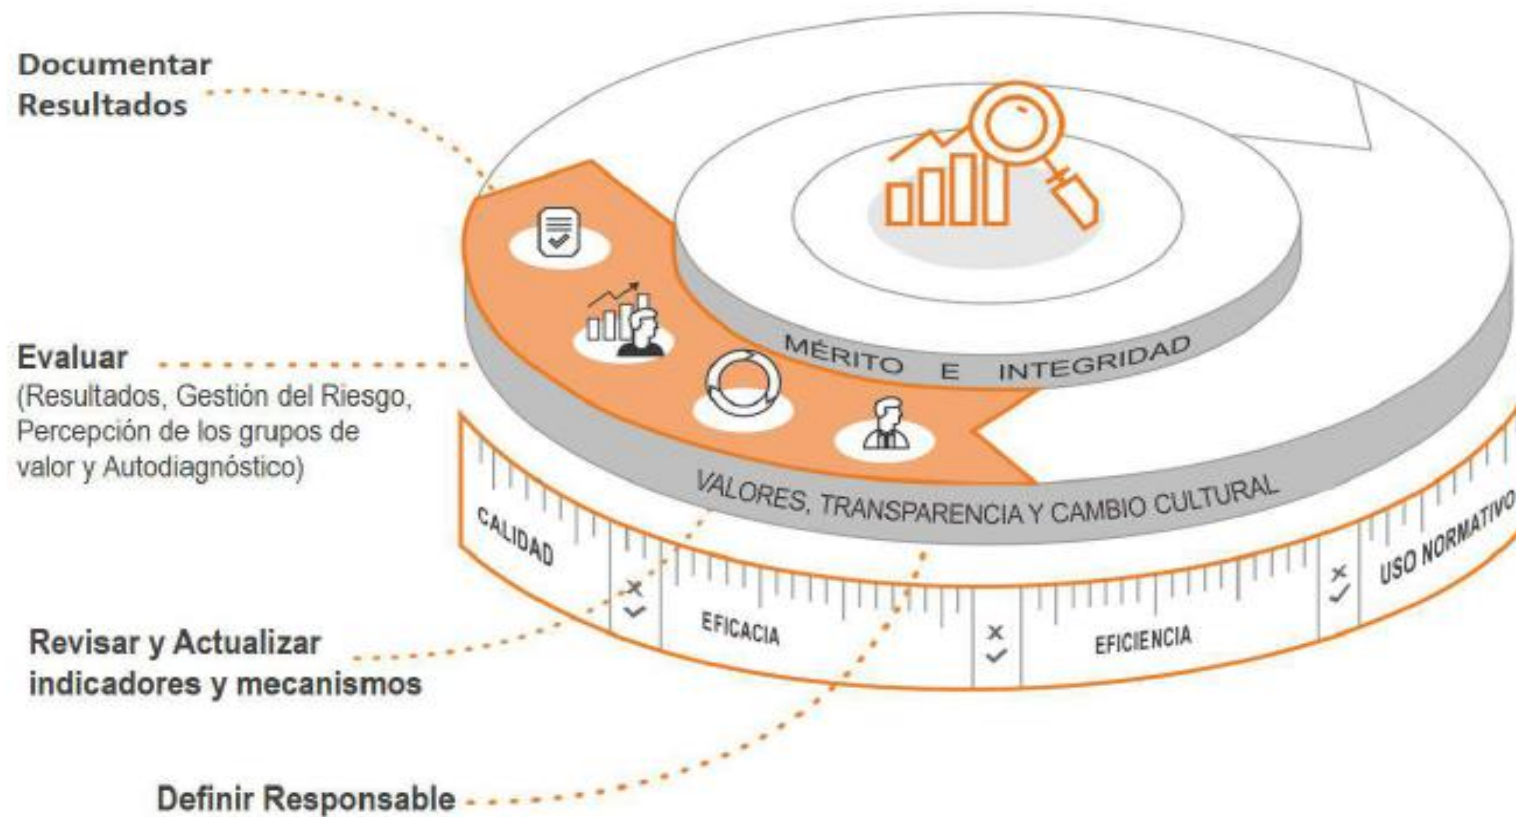 Documentar
Resultados
Evaluar
(Resultados, Gestión del Riesgo,
Percepción de los grupos de
valor y Autodiagnóstico)
Revisar y Actualizar
indicadores y mecanismos
Definir Responsable
MÉRITO E INTEGRIDAD
VALORES, TRANSPARENCIA Y CAMBIO CULTURAL
CALIDAD
EFICACIA
EFICIENCIA
USO NORMATIVO